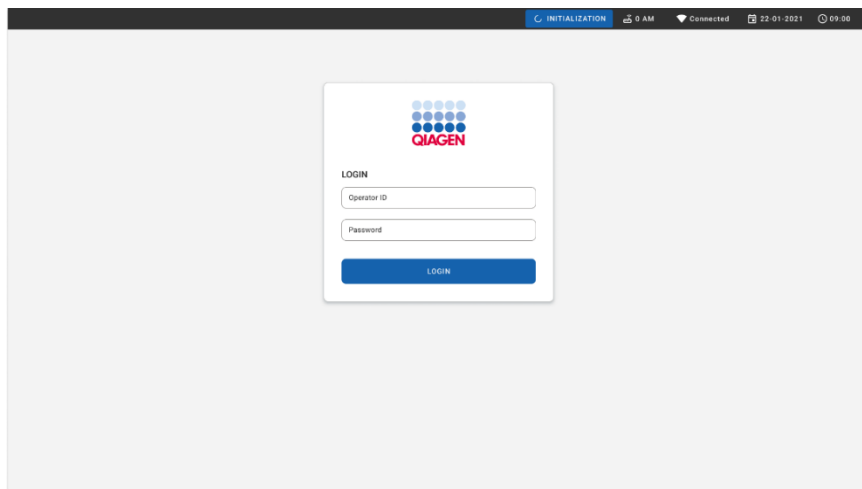 INITIALIZATION 0 AM Connected 22-01-2021 09:00
QIAGEN
LOGIN
Operator ID
Password
LOGIN